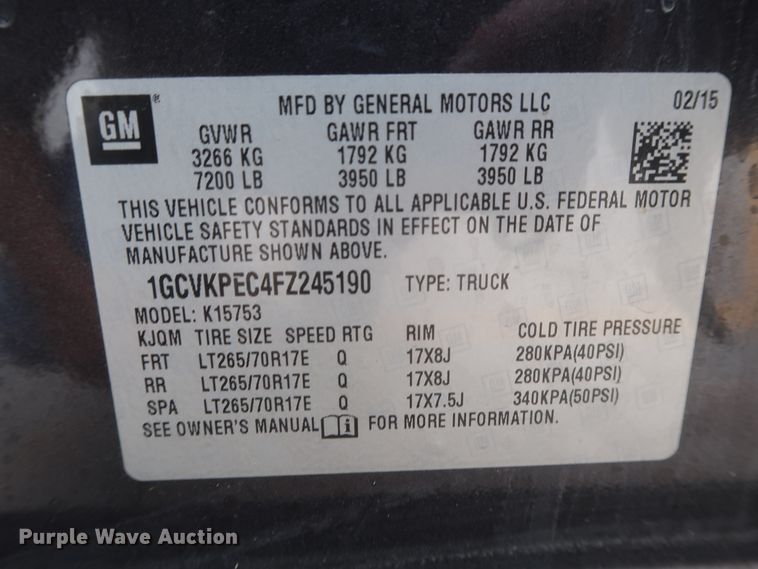 GM ®
MFD BY GENERAL MOTORS LLC 02/15
GVWR GAWR FRT GAWR RR
3266 KG 1792 KG 1792 KG
7200 LB 3950 LB 3950 LB
THIS VEHICLE CONFORMS TO ALL APPLICABLE U.S. FEDERAL MOTOR
VEHICLE SAFETY STANDARDS IN EFFECT ON THE DATE OF
MANUFACTURE SHOWN ABOVE.
1GCVKPEC4FZ245190 TYPE: TRUCK
MODEL: K15753
KJQM TIRE SIZE SPEED RTG RIM COLD TIRE PRESSURE
FRT LT265/70R17E Q 17X8J 280KPA(40PSI)
RR LT265/70R17E Q 17X8J 280KPA(40PSI)
SPA LT265/70R17E Q 17X7.5J 340KPA(50PSI)
SEE OWNER'S MANUAL FOR MORE INFORMATION.
Purple Wave Auction